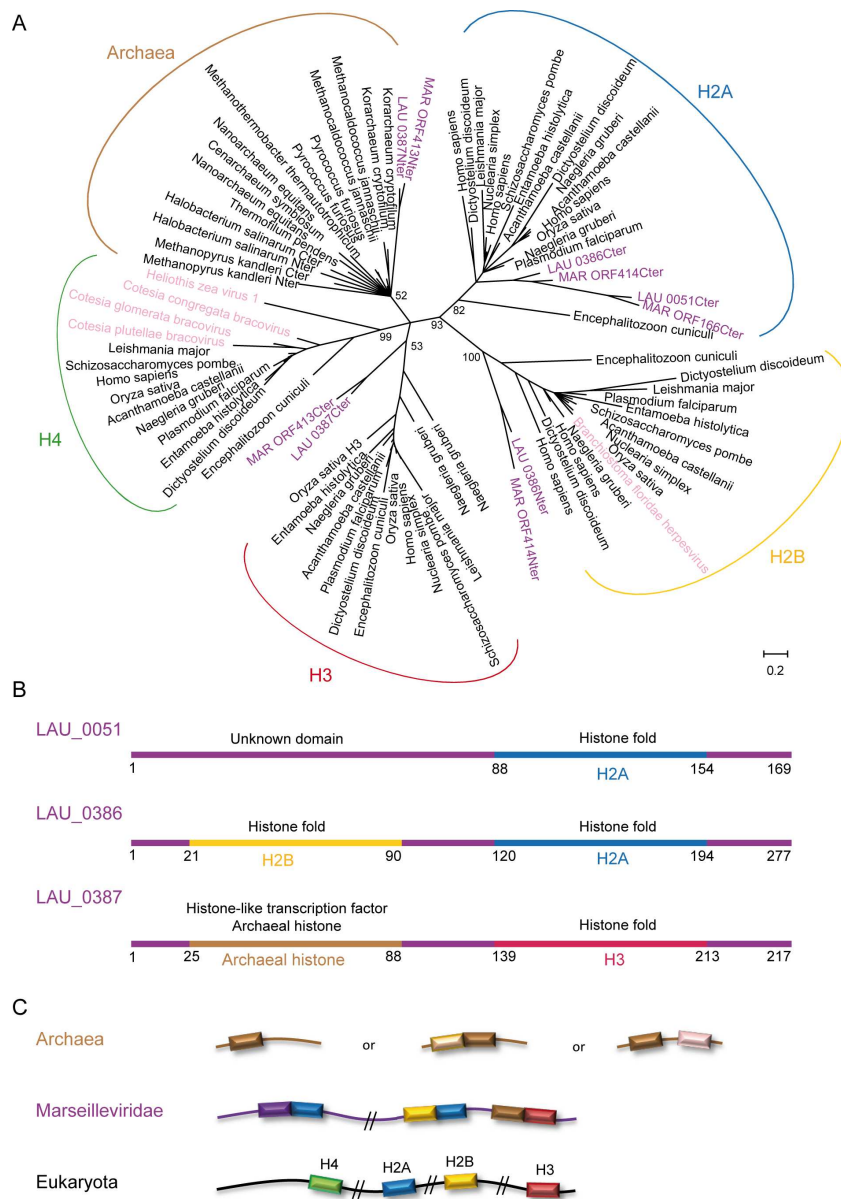 A
Archaea
Methanothermobacter thermautotrophicum
Nanoarchaeum equitans
Cenarchaeum symbiosum
Nanoarchaeum equitans
Halobacterium salinarum Cter
Thermofilum pendens
Halobacterium salinarum Nter
Methanopyrus kandleri Cter
Methanopyrus kandleri Nter
Pyrococcus furiosus
Pyrococcus furiosus
Methanocaldococcus jannaschii
Methanocaldococcus jannaschii
Korarchaeum cryptofilum
Korarchaeum cryptofilum
LAU 0387Nter
MAR ORF413Nter
H2A
Homo sapiens
Dictyostelium discoideum
Leishmania major
Nuclearia simplex
Homo sapiens
Schizosaccharomyces pombe
Entamoeba histolytica
Acanthamoeba castellanii
Dictyostelium discoideum
Naegleria gruberi
Acanthamoeba castellanii
Homo sapiens
Oryza sativa
Naegleria gruberi
Plasmodium falciparum
LAU 0386Cter
MAR ORF414Cter
LAU 0051Cter
MAR ORF166Cter
Encephalitozoon cuniculi
52
82
93
99
53
100
H4
Heliothis zea virus 1
Cotesia congregata bracovirus
Cotesia glomerata bracovirus
Cotesia plutellae bracovirus
Leishmania major
Schizosaccharomyces pombe
Homo sapiens
Oryza sativa
Acanthamoeba castellanii
Naegleria gruberi
Plasmodium falciparum
Entamoeba histolytica
Dictyostelium discoideum
Encephalitozoon cuniculi
MAR ORF413Cter
LAU 0387Cter
Oryza sativa H3
Entamoeba histolytica
Naegleria gruberi
Acanthamoeba castellanii
Plasmodium falciparum
Dictyostelium discoideum
Encephalitozoon cuniculi
Oryza sativa
Homo sapiens
Nuclearia simplex
Schizosaccharomyces pombe
Leishmania major
Naegleria gruberi
Naegleria gruberi
H3
LAU 0386Nter
MAR ORF414Nter
Encephalitozoon cuniculi
Dictyostelium discoideum
Leishmania major
Plasmodium falciparum
Entamoeba histolytica
Schizosaccharomyces pombe
Acanthamoeba castellanii
Nuclearia simplex
Oryza sativa
Branchiostoma floridae herpesvirus
Naegleria gruberi
Homo sapiens
Dictyostelium discoideum
Homo sapiens
H2B
0.2
B
LAU_0051
Unknown domain Histone fold
1 88 154 169
H2A
LAU_0386
Histone fold Histone fold
1 21 90 120 194 277
H2B H2A
LAU_0387
Histone-like transcription factor
Archaeal histone Histone fold
1 25 88 139 213 217
Archaeal histone H3
C
Archaea or or
Marseilleviridae
Eukaryota H4 H2A H2B H3